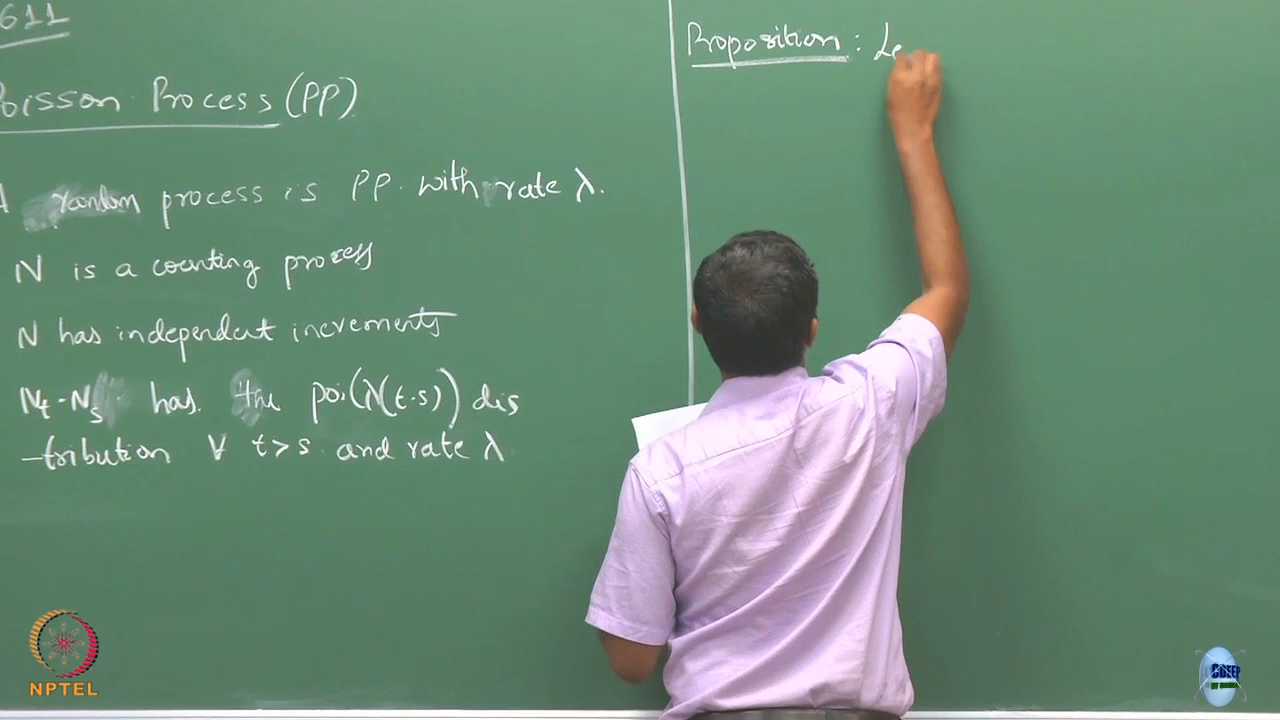 611
Poisson Process (PP)
A random process is PP with rate λ.
N is a counting process
N has independent increments
Nt - Ns has the poi(λ(t-s)) dis
-tribution ∀ t>s and rate λ
Proposition : Le
NPTEL
CDEEP